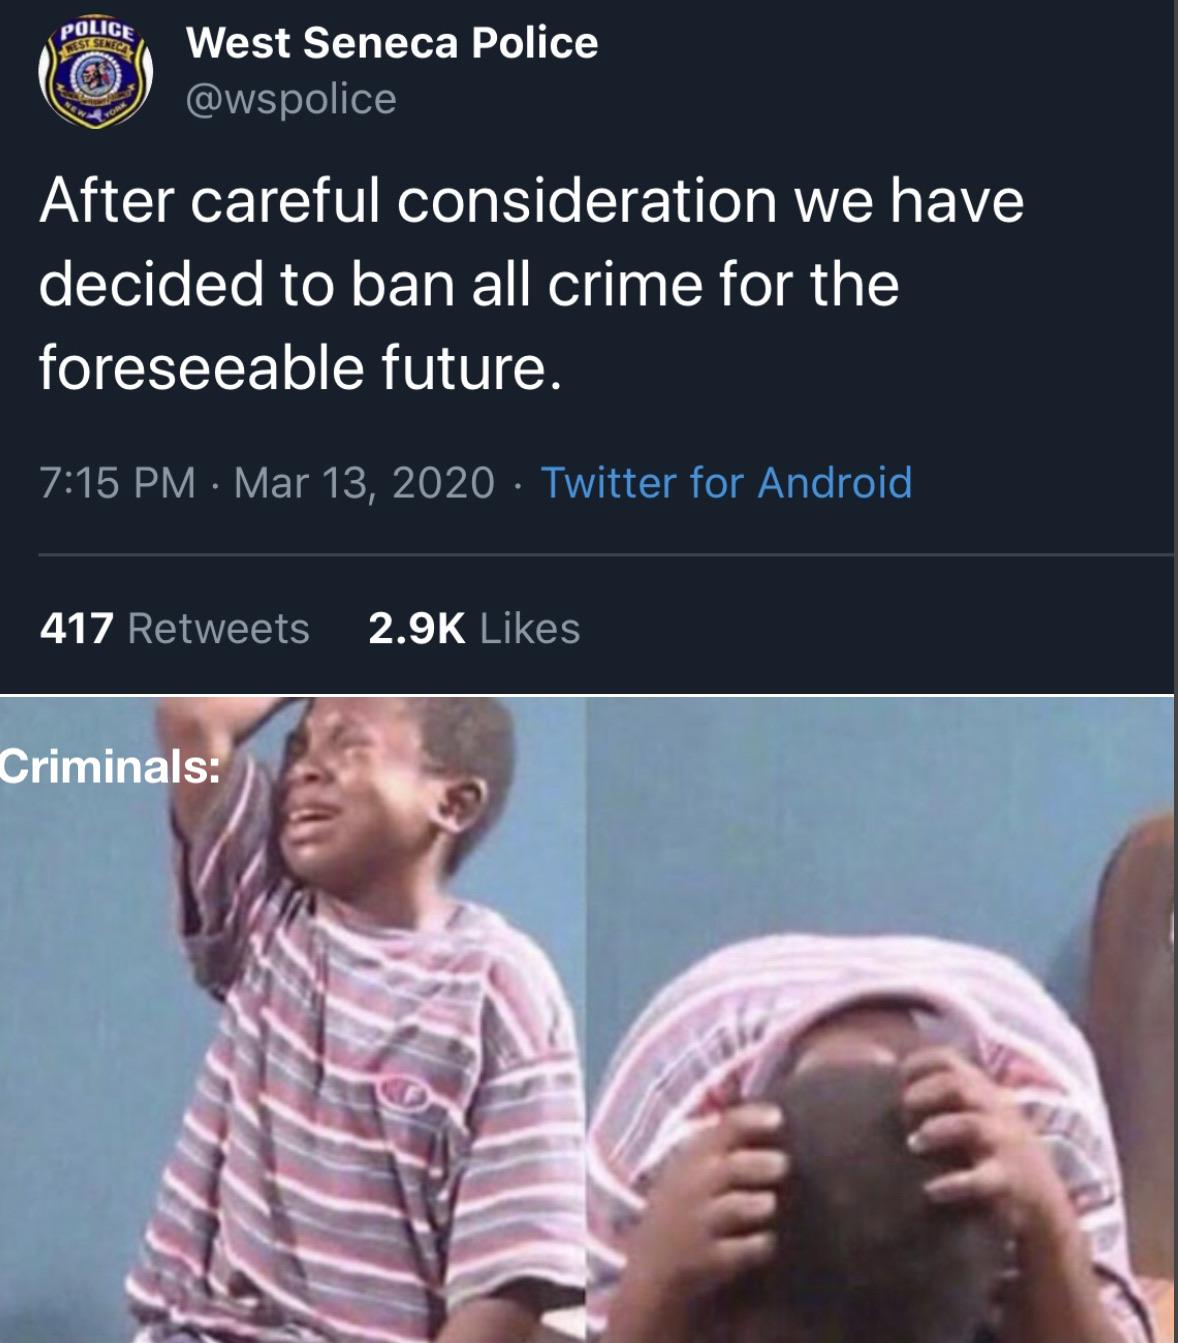 POLICE
WEST SENECA
NEW YORK
West Seneca Police
@wspolice
After careful consideration we have
decided to ban all crime for the
foreseeable future.
7:15 PM · Mar 13, 2020 · Twitter for Android
417 Retweets 2.9K Likes
Criminals: